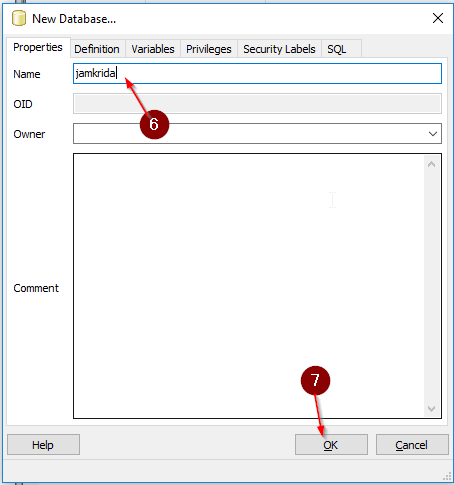 New Database...
Properties Definition Variables Privileges Security Labels SQL
Name jamkrida
6
OID
Owner
Comment
7
Help OK Cancel